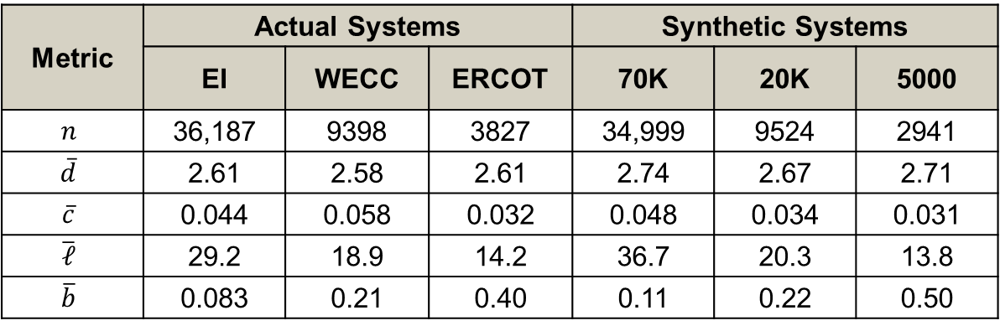 Metric Actual Systems Synthetic Systems
EI WECC ERCOT 70K 20K 5000
n 36,187 9398 3827 34,999 9524 2941
d̄ 2.61 2.58 2.61 2.74 2.67 2.71
c̄ 0.044 0.058 0.032 0.048 0.034 0.031
ℓ̄ 29.2 18.9 14.2 36.7 20.3 13.8
b̄ 0.083 0.21 0.40 0.11 0.22 0.50